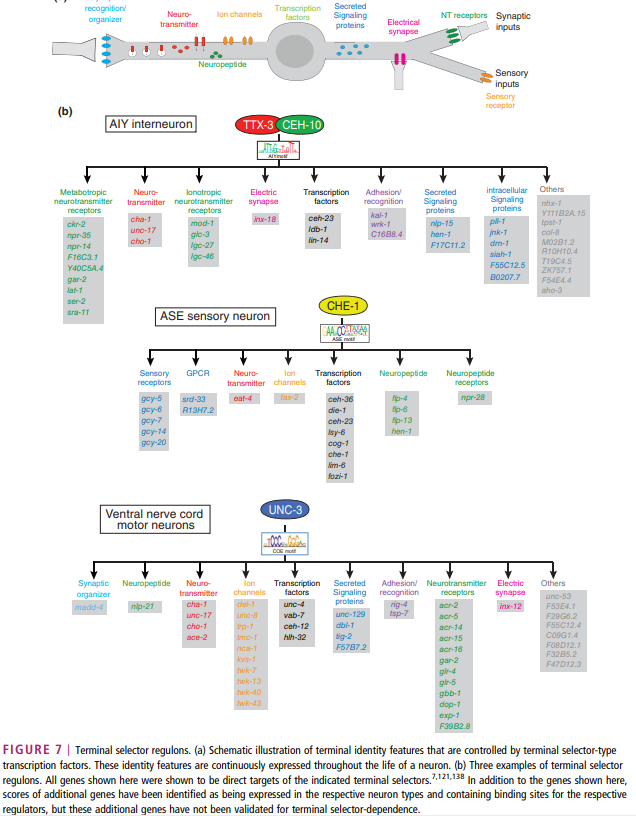 recognition/
organizer
Neuro-
transmitter
Ion channels
Transcription
factors
Secreted
Signaling
proteins
Electrical
synapse
NT receptors
Synaptic
inputs
Neuropeptide
Sensory
inputs
Sensory
receptor
(b)
AIY interneuron
TTX-3 CEH-10
AIY motif
Metabotropic
neurotransmitter
receptors
ckr-2
npr-35
npr-14
F16C3.1
Y40C5A.4
gar-2
lat-1
ser-2
sra-11
Neuro-
transmitter
cha-1
unc-17
cho-1
Ionotropic
neurotransmitter
receptors
mod-1
glc-3
lgc-27
lgc-46
Electric
synapse
inx-18
Transcription
factors
ceh-23
ldb-1
lin-14
Adhesion/
recognition
kal-1
wrk-1
C16B8.4
Secreted
Signaling
proteins
nlp-15
hen-1
F17C11.2
intracellular
Signaling
proteins
pll-1
jnk-1
drn-1
siah-1
F55C12.5
B0207.7
Others
nhx-1
Y111B2A.15
tpst-1
col-8
M02B1.2
R10H10.4
T19C4.5
ZK757.1
F54E4.4
aho-3
ASE sensory neuron
CHE-1
ASE motif
Sensory
receptors
gcy-5
gcy-6
gcy-7
gcy-14
gcy-20
GPCR
srd-33
R13H7.2
Neuro-
transmitter
eat-4
Ion
channels
tax-2
Transcription
factors
ceh-36
die-1
ceh-23
lsy-6
cog-1
che-1
lim-6
fozi-1
Neuropeptide
flp-4
flp-6
flp-13
hen-1
Neuropeptide
receptors
npr-28
Ventral nerve cord
motor neurons
UNC-3
COE motif
Synaptic
organizer
madd-4
Neuropeptide
nlp-21
Neuro-
transmitter
cha-1
unc-17
cho-1
ace-2
Ion
channels
del-1
unc-8
trp-1
tmc-1
nca-1
kvs-1
twk-7
twk-13
twk-40
twk-43
Transcription
factors
unc-4
vab-7
ceh-12
hlh-32
Secreted
Signaling
proteins
unc-129
dbl-1
tig-2
F57B7.2
Adhesion/
recognition
rig-4
tsp-7
Neurotransmitter
receptors
acr-2
acr-5
acr-14
acr-15
acr-16
gar-2
glr-4
glr-5
gbb-1
dop-1
exp-1
F39B2.8
Electric
synapse
inx-12
Others
unc-53
F53E4.1
F29G6.2
F55C12.4
C09G1.4
F08D12.1
F32B5.2
F47D12.3
FIGURE 7 | Terminal selector regulons. (a) Schematic illustration of terminal identity features that are controlled by terminal selector-type
transcription factors. These identity features are continuously expressed throughout the life of a neuron. (b) Three examples of terminal selector
regulons. All genes shown here were shown to be direct targets of the indicated terminal selectors.7,121,138 In addition to the genes shown here,
scores of additional genes have been identified as being expressed in the respective neuron types and containing binding sites for the respective
regulators, but these additional genes have not been validated for terminal selector-dependence.